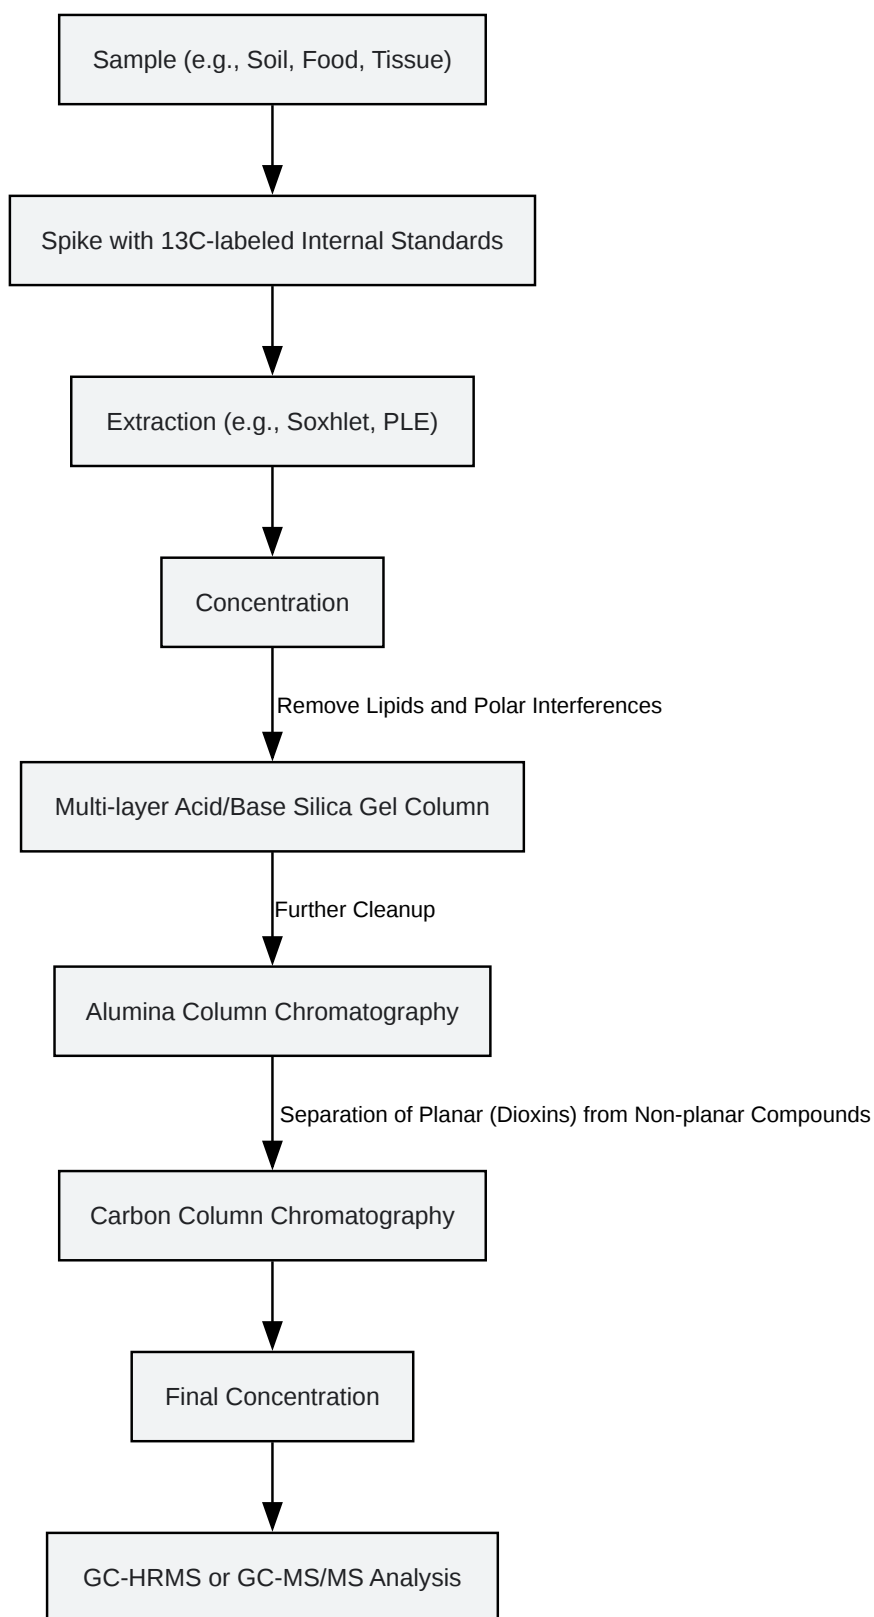 Sample (e.g., Soil, Food, Tissue)
Spike with 13C-labeled Internal Standards
Extraction (e.g., Soxhlet, PLE)
Concentration
Remove Lipids and Polar Interferences
Multi-layer Acid/Base Silica Gel Column
Further Cleanup
Alumina Column Chromatography
Separation of Planar (Dioxins) from Non-planar Compounds
Carbon Column Chromatography
Final Concentration
GC-HRMS or GC-MS/MS Analysis